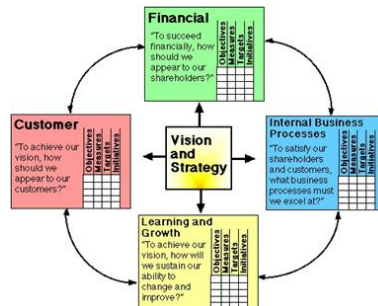 Financial
"To succeed
financially, how
should we
appear to our
shareholders?"
Objectives
Measures
Targets
Initiatives
Customer
"To achieve our
vision, how
should we
appear to our
customers?"
Objectives
Measures
Targets
Initiatives
Vision
and
Strategy
Internal Business
Processes
"To satisfy our
shareholders
and customers,
what business
processes must
we excel at?"
Objectives
Measures
Targets
Initiatives
Learning and
Growth
"To achieve our
vision, how will
we sustain our
ability to
change and
improve?"
Objectives
Measures
Targets
Initiatives